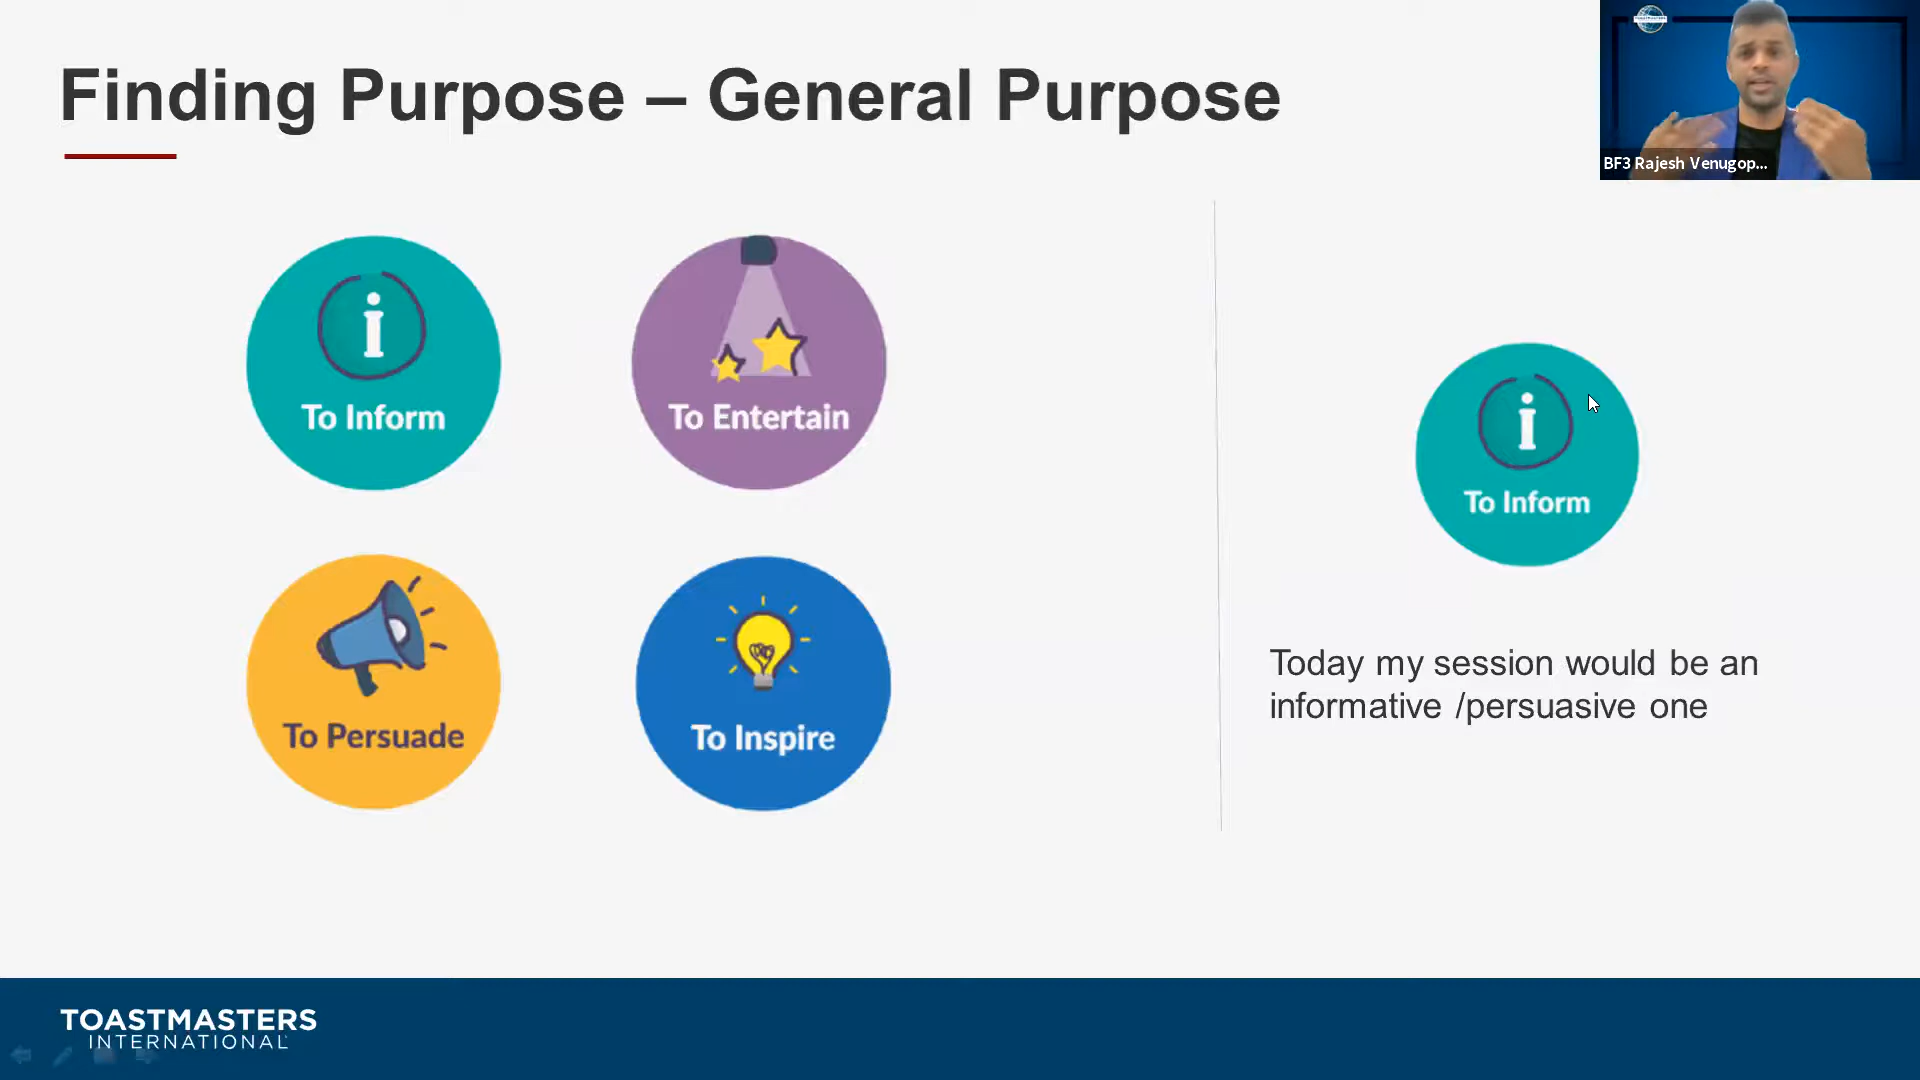 Finding Purpose – General Purpose
BF3 Rajesh Venugop...
To Inform
To Entertain
To Persuade
To Inspire
To Inform
Today my session would be an
informative /persuasive one
TOASTMASTERS
INTERNATIONAL